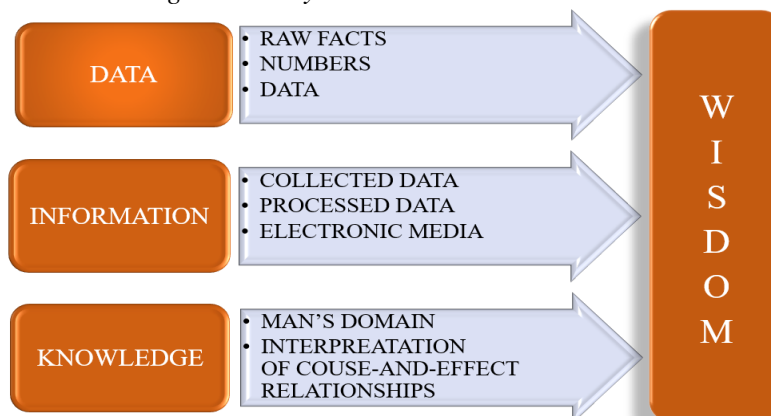 DATA
• RAW FACTS
• NUMBERS
• DATA
INFORMATION
• COLLECTED DATA
• PROCESSED DATA
• ELECTRONIC MEDIA
KNOWLEDGE
• MAN'S DOMAIN
• INTERPREATATION
OF COUSE-AND-EFFECT
RELATIONSHIPS
W
I
S
D
O
M